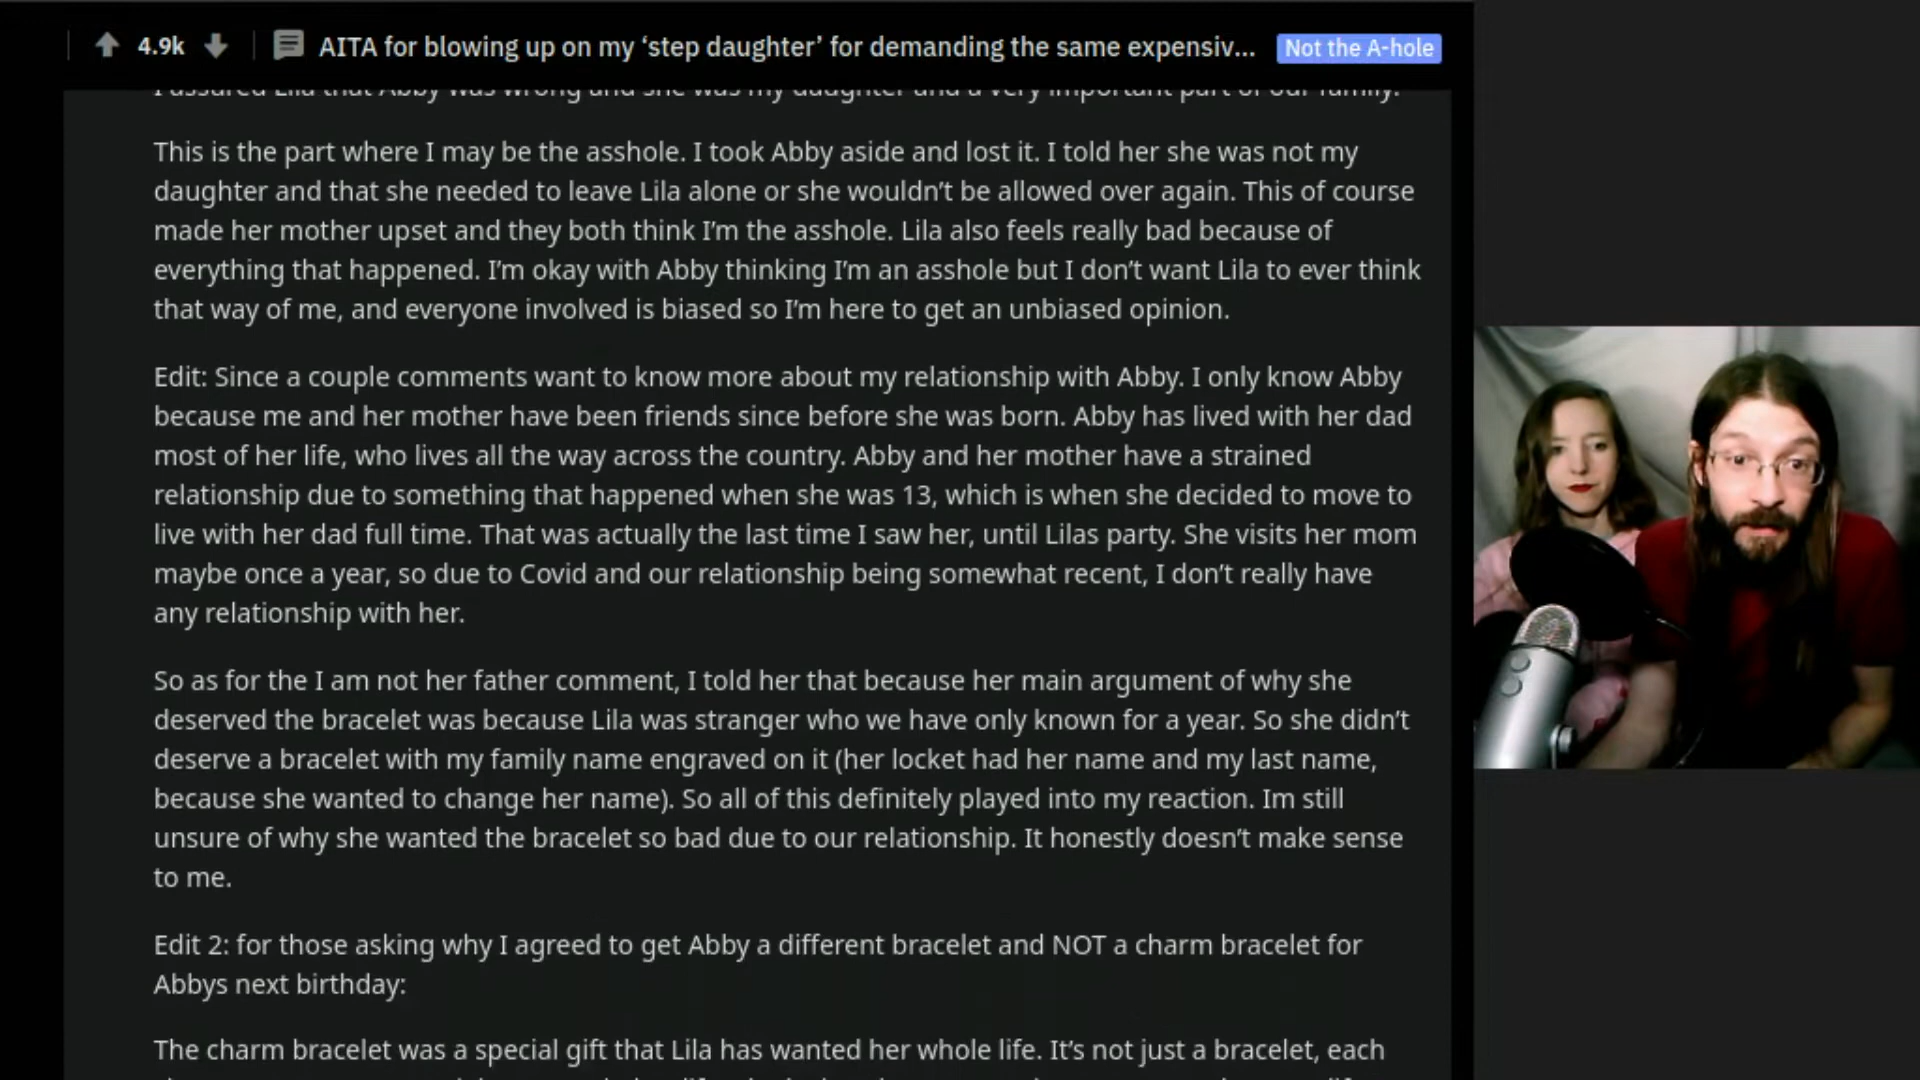 4.9k AITA for blowing up on my ‘step daughter’ for demanding the same expensiv... Not the A-hole
I assured Lila that Abby was wrong and she was my daughter and a very important part of our family.
This is the part where I may be the asshole. I took Abby aside and lost it. I told her she was not my
daughter and that she needed to leave Lila alone or she wouldn’t be allowed over again. This of course
made her mother upset and they both think I’m the asshole. Lila also feels really bad because of
everything that happened. I’m okay with Abby thinking I’m an asshole but I don’t want Lila to ever think
that way of me, and everyone involved is biased so I’m here to get an unbiased opinion.
Edit: Since a couple comments want to know more about my relationship with Abby. I only know Abby
because me and her mother have been friends since before she was born. Abby has lived with her dad
most of her life, who lives all the way across the country. Abby and her mother have a strained
relationship due to something that happened when she was 13, which is when she decided to move to
live with her dad full time. That was actually the last time I saw her, until Lilas party. She visits her mom
maybe once a year, so due to Covid and our relationship being somewhat recent, I don’t really have
any relationship with her.
So as for the I am not her father comment, I told her that because her main argument of why she
deserved the bracelet was because Lila was stranger who we have only known for a year. So she didn’t
deserve a bracelet with my family name engraved on it (her locket had her name and my last name,
because she wanted to change her name). So all of this definitely played into my reaction. Im still
unsure of why she wanted the bracelet so bad due to our relationship. It honestly doesn’t make sense
to me.
Edit 2: for those asking why I agreed to get Abby a different bracelet and NOT a charm bracelet for
Abbys next birthday:
The charm bracelet was a special gift that Lila has wanted her whole life. It’s not just a bracelet, each